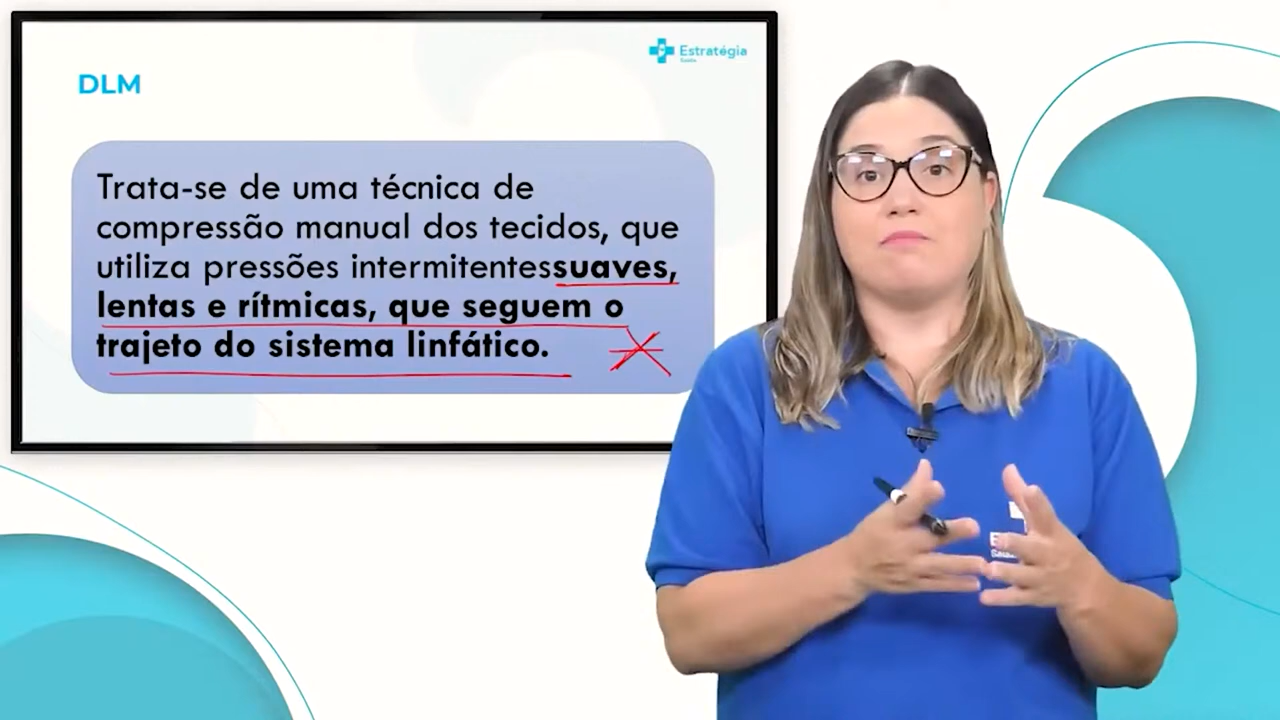 Estratégia
Saúde
DLM
Trata-se de uma técnica de
compressão manual dos tecidos, que
utiliza pressões intermitentessuaves,
lentas e rítmicas, que seguem o
trajeto do sistema linfático.